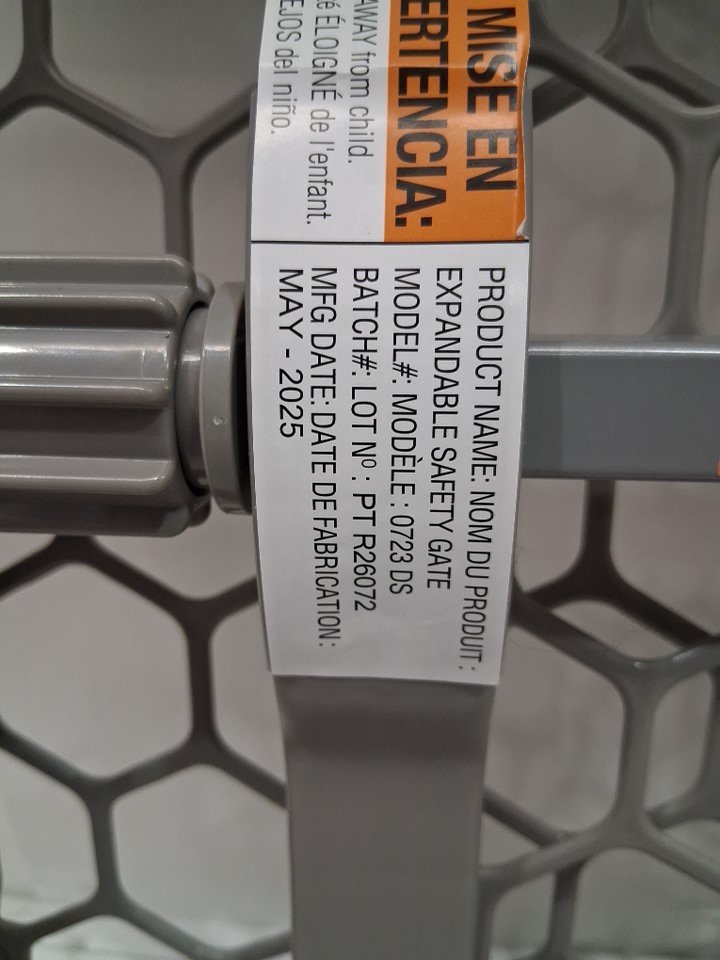 MISE EN
ERTENCIA:
AWAY from child.
é ÉLOIGNÉ de l'enfant.
EJOS del niño.
PRODUCT NAME: NOM DU PRODUIT :
EXPANDABLE SAFETY GATE
MODEL#: MODÈLE : 0723 DS
BATCH#: LOT Nº : PT R26072
MFG DATE: DATE DE FABRICATION :
MAY - 2025